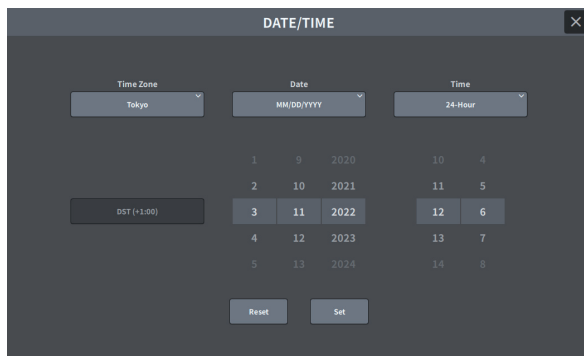 DATE/TIME
Time Zone Date Time
Tokyo MM/DD/YYYY 24-Hour
1 9 2020 10 4
2 10 2021 11 5
DST (+1:00) 3 11 2022 12 6
4 12 2023 13 7
5 13 2024 14 8
Reset Set